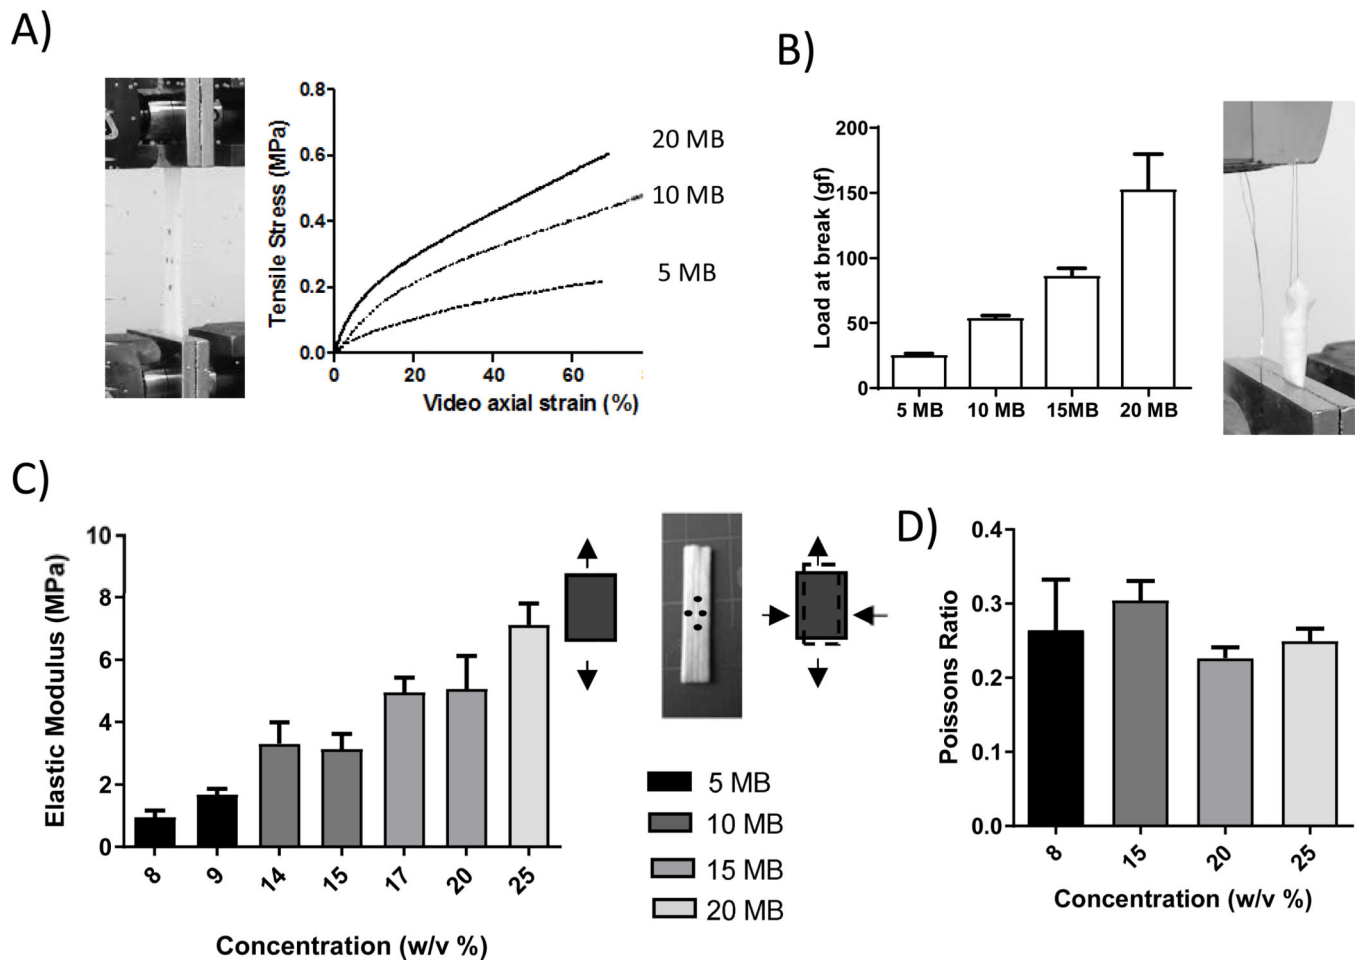 A)
0.8
0.6
0.4
0.2
0.0
Tensile Stress (MPa)
20 MB
10 MB
5 MB
0
20
40
60
Video axial strain (%)
B)
200
150
100
50
0
Load at break (gf)
5 MB
10 MB
15MB
20 MB
C)
10
8
6
4
2
0
Elastic Modulus (MPa)
8
9
14
15
17
20
25
Concentration (w/v %)
5 MB
10 MB
15 MB
20 MB
D)
0.4
0.3
0.2
0.1
0.0
Poissons Ratio
8
15
20
25
Concentration (w/v %)